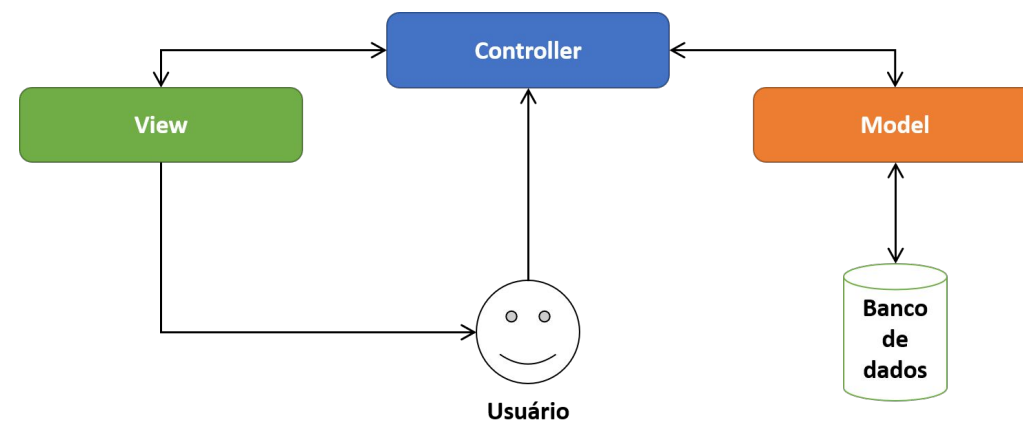 Controller
View
Model
Banco
de
dados
Usuário